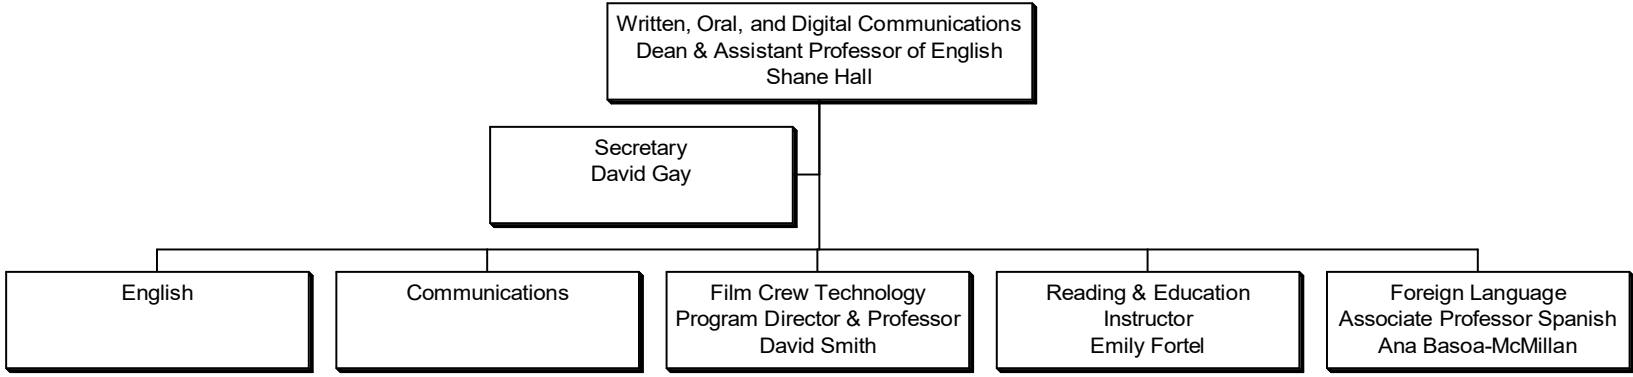 Written, Oral, and Digital Communications
Dean & Assistant Professor of English
Shane Hall
Secretary
David Gay
English
Communications
Film Crew Technology
Program Director & Professor
David Smith
Reading & Education
Instructor
Emily Fortel
Foreign Language
Associate Professor Spanish
Ana Basoa-McMillan